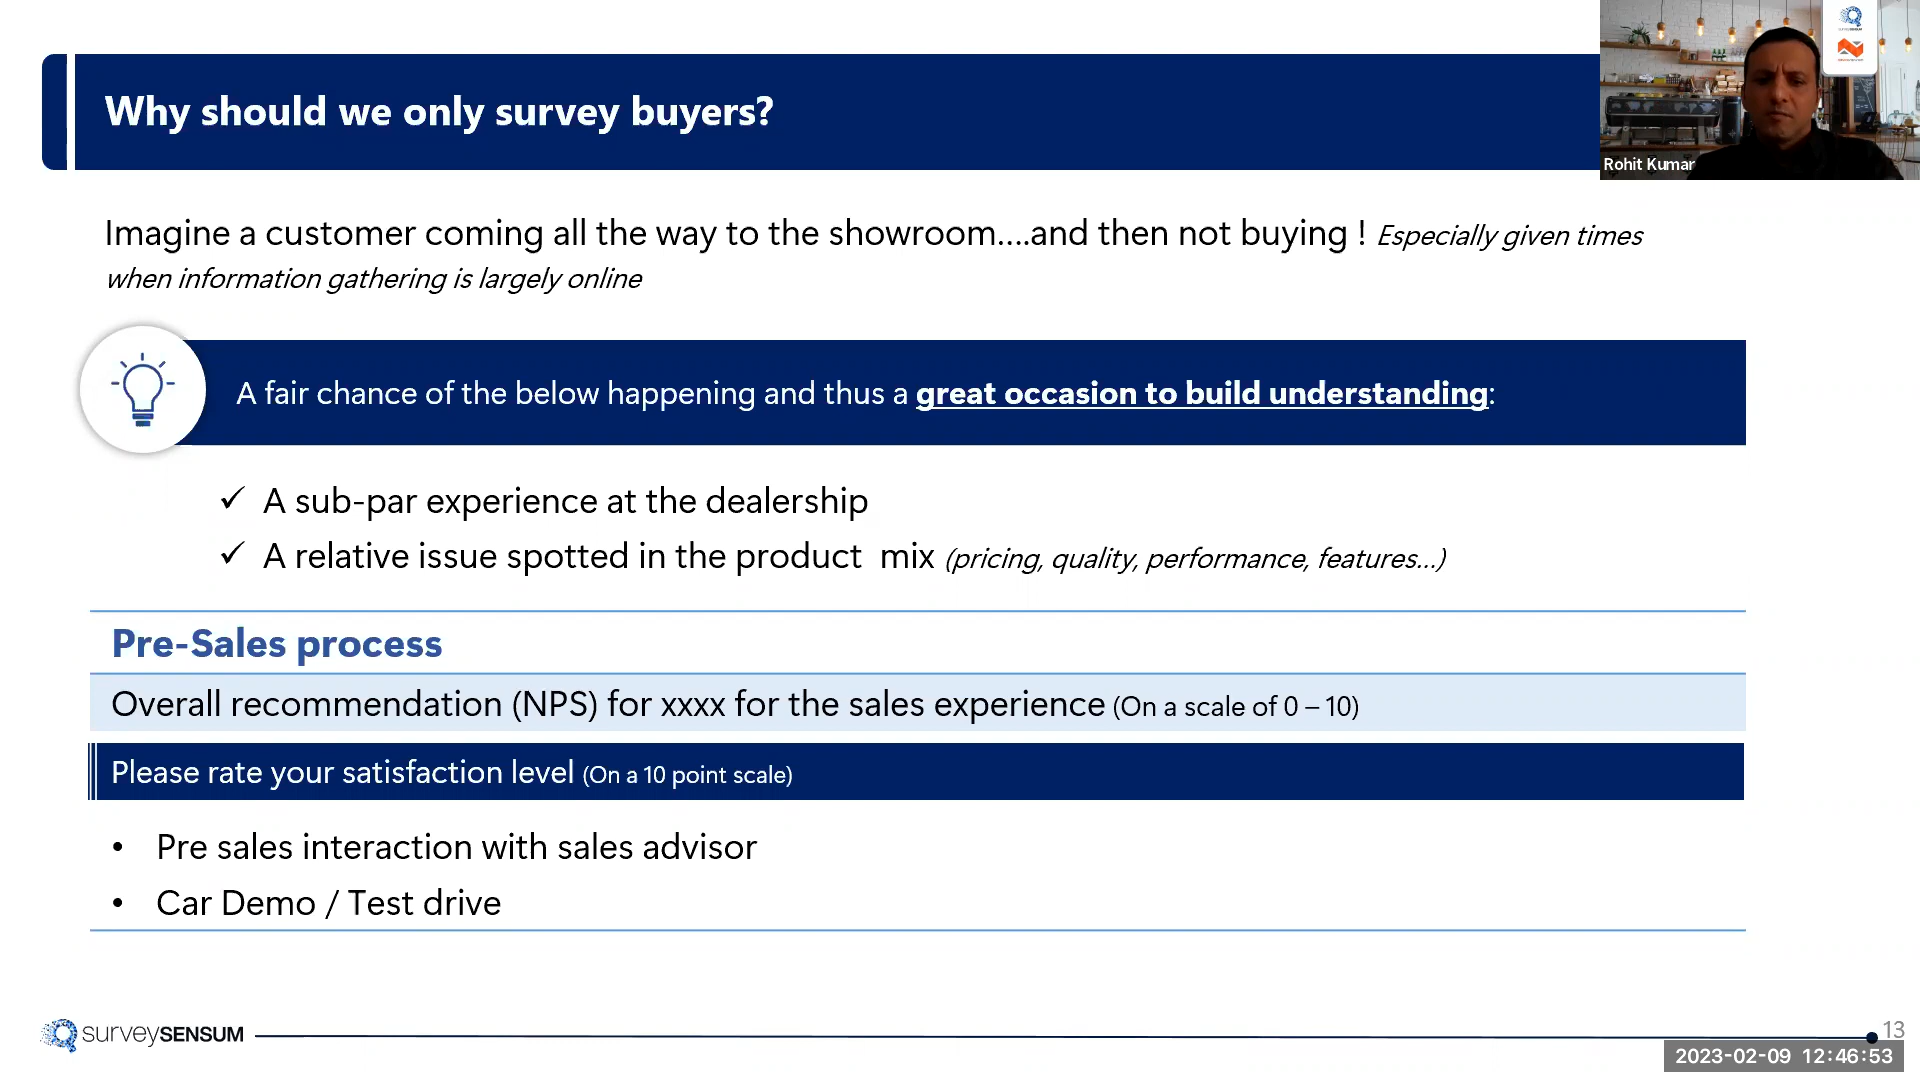 Why should we only survey buyers?
Rohit Kumar
Imagine a customer coming all the way to the showroom....and then not buying ! Especially given times
when information gathering is largely online
A fair chance of the below happening and thus a great occasion to build understanding:
✓ A sub-par experience at the dealership
✓ A relative issue spotted in the product  mix (pricing, quality, performance, features...)
Pre-Sales process
Overall recommendation (NPS) for xxxx for the sales experience (On a scale of 0 – 10)
Please rate your satisfaction level (On a 10 point scale)
• Pre sales interaction with sales advisor
• Car Demo / Test drive
surveySENSUM
13
2023-02-09 12:46:53